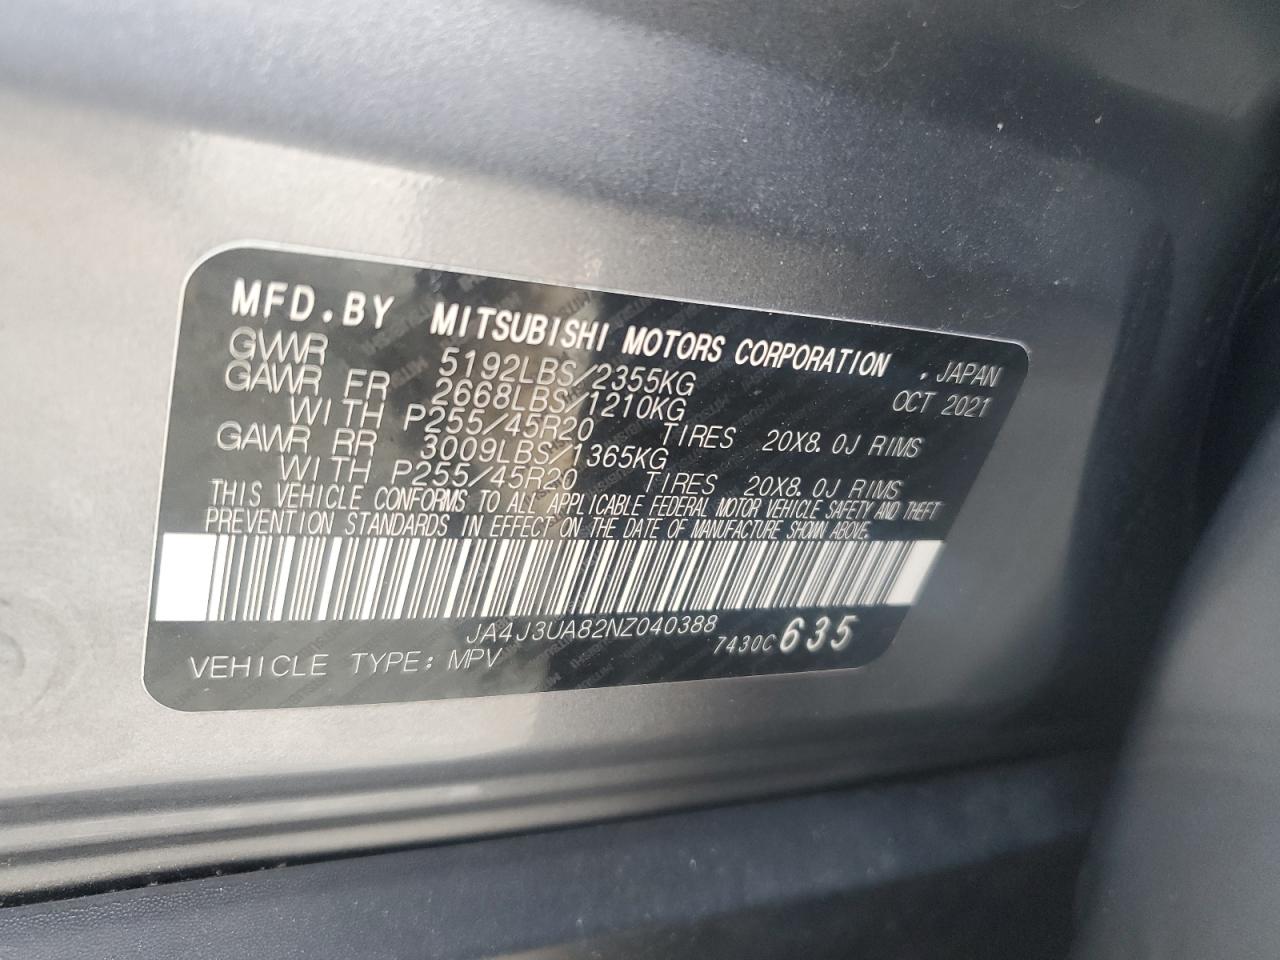 MFD.BY MITSUBISHI MOTORS CORPORATION , JAPAN
GVWR 5192LBS/2355KG OCT 2021
GAWR FR 2668LBS/1210KG
WITH P255/45R20 TIRES 20X8.0J RIMS
GAWR RR 3009LBS/1365KG
WITH P255/45R20 TIRES 20X8.0J RIMS
THIS VEHICLE CONFORMS TO ALL APPLICABLE FEDERAL MOTOR VEHICLE SAFETY AND THEFT
PREVENTION STANDARDS IN EFFECT ON THE DATE OF MANUFACTURE SHOWN ABOVE.
JA4J3UA82NZ040388
VEHICLE TYPE: MPV 7430C 635